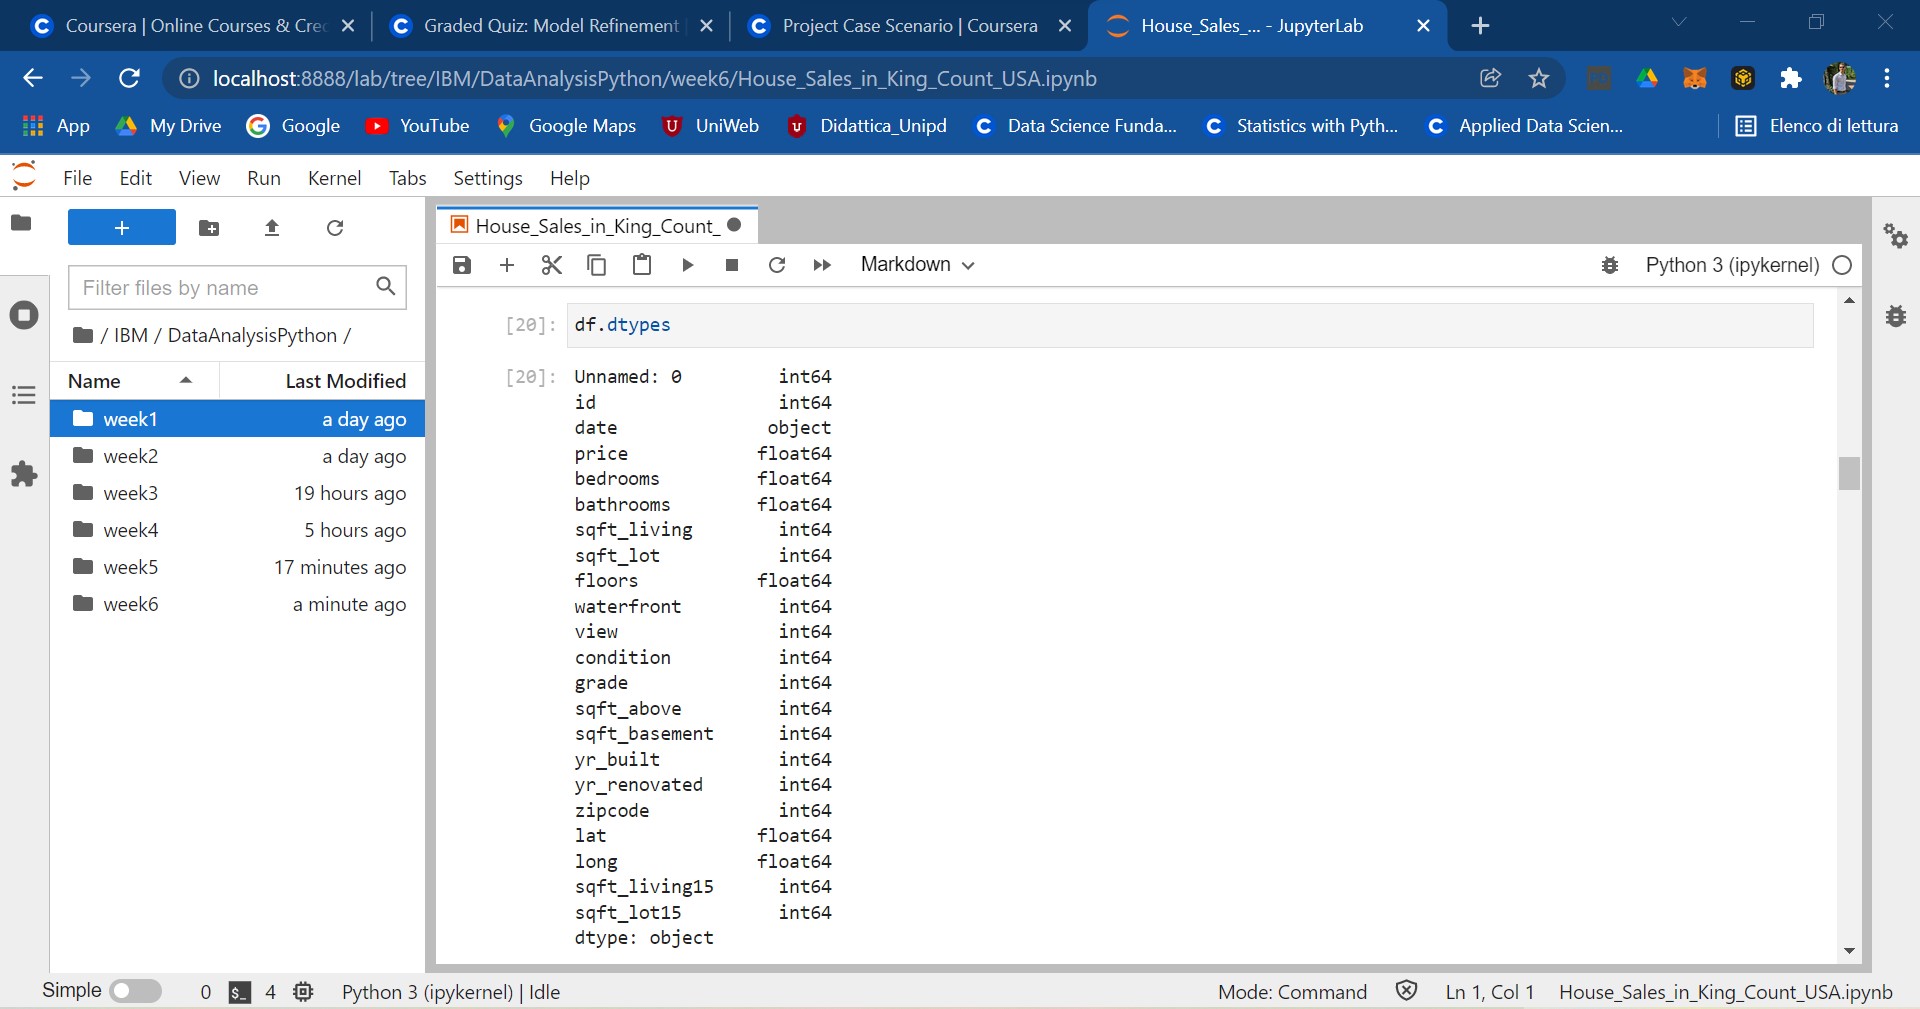 Coursera | Online Courses & Cre
Graded Quiz: Model Refinement
Project Case Scenario | Coursera
House_Sales_... - JupyterLab
localhost:8888/lab/tree/IBM/DataAnalysisPython/week6/House_Sales_in_King_Count_USA.ipynb
App My Drive Google YouTube Google Maps UniWeb Didattica_Unipd Data Science Funda... Statistics with Pyth... Applied Data Scien... Elenco di lettura
File Edit View Run Kernel Tabs Settings Help
+
Filter files by name
/ IBM / DataAnalysisPython /
Name Last Modified
week1 a day ago
week2 a day ago
week3 19 hours ago
week4 5 hours ago
week5 17 minutes ago
week6 a minute ago
House_Sales_in_King_Count_
Markdown Python 3 (ipykernel)
[20]: df.dtypes
[20]: Unnamed: 0 int64
id int64
date object
price float64
bedrooms float64
bathrooms float64
sqft_living int64
sqft_lot int64
floors float64
waterfront int64
view int64
condition int64
grade int64
sqft_above int64
sqft_basement int64
yr_built int64
yr_renovated int64
zipcode int64
lat float64
long float64
sqft_living15 int64
sqft_lot15 int64
dtype: object
Simple 0 $_ 4 Python 3 (ipykernel) | Idle Mode: Command Ln 1, Col 1 House_Sales_in_King_Count_USA.ipynb